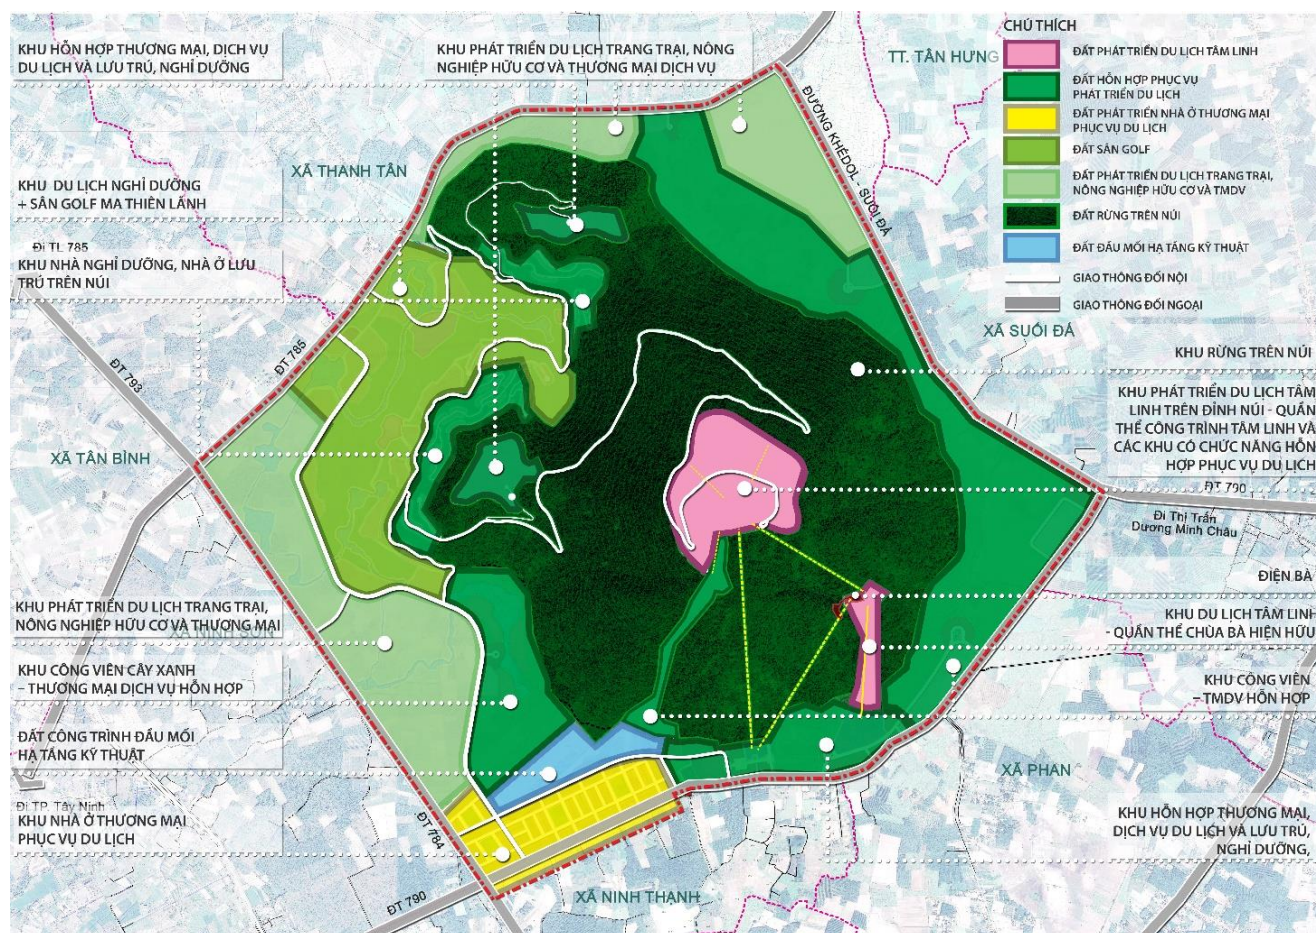 KHU HỖN HỢP THƯƠNG MẠI, DỊCH VỤ
DU LỊCH VÀ LƯU TRÚ, NGHỈ DƯỠNG
KHU PHÁT TRIỂN DU LỊCH TRANG TRẠI, NÔNG
NGHIỆP HỮU CƠ VÀ THƯƠNG MẠI DỊCH VỤ
TT. TÂN HƯNG
CHÚ THÍCH
ĐẤT PHÁT TRIỂN DU LỊCH TÂM LINH
ĐẤT HỖN HỢP PHỤC VỤ
PHÁT TRIỂN DU LỊCH
ĐẤT PHÁT TRIỂN NHÀ Ở THƯƠNG MẠI
PHỤC VỤ DU LỊCH
ĐẤT SÂN GOLF
ĐẤT PHÁT TRIỂN DU LỊCH TRANG TRẠI,
NÔNG NGHIỆP HỮU CƠ VÀ TMDV
ĐẤT RỪNG TRÊN NÚI
ĐẤT ĐẦU MỐI HẠ TẦNG KỸ THUẬT
GIAO THÔNG ĐỐI NỘI
GIAO THÔNG ĐỐI NGOẠI
ĐƯỜNG KHEDOL - SUỐI ĐÁ
XÃ THẠNH TÂN
KHU DU LỊCH NGHỈ DƯỠNG
+ SÂN GOLF MA THIÊN LÃNH
Đi TL 785
KHU NHÀ NGHỈ DƯỠNG, NHÀ Ở LƯU
TRÚ TRÊN NÚI
ĐT 785
ĐT 793
XÃ SUỐI ĐÁ
KHU RỪNG TRÊN NÚI
KHU PHÁT TRIỂN DU LỊCH TÂM
LINH TRÊN ĐỈNH NÚI - QUẦN
THỂ CÔNG TRÌNH TÂM LINH VÀ
CÁC KHU CÓ CHỨC NĂNG HỖN
HỢP PHỤC VỤ DU LỊCH
XÃ TÂN BÌNH
ĐT 790
Đi Thị Trấn
Dương Minh Châu
ĐIỆN BÀ
KHU PHÁT TRIỂN DU LỊCH TRANG TRẠI,
NÔNG NGHIỆP HỮU CƠ VÀ THƯƠNG MẠI
XÃ NINH SƠN
KHU DU LỊCH TÂM LINH
- QUẦN THỂ CHÙA BÀ HIỆN HỮU
KHU CÔNG VIÊN CÂY XANH
– THƯƠNG MẠI DỊCH VỤ HỖN HỢP
KHU CÔNG VIÊN
– TMDV HỖN HỢP
ĐẤT CÔNG TRÌNH ĐẦU MỐI
HẠ TẦNG KỸ THUẬT
XÃ PHAN
Đi TP. Tây Ninh
KHU NHÀ Ở THƯƠNG MẠI
PHỤC VỤ DU LỊCH
ĐT 784
KHU HỖN HỢP THƯƠNG MẠI,
DỊCH VỤ DU LỊCH VÀ LƯU TRÚ,
NGHỈ DƯỠNG,
ĐT 790
XÃ NINH THẠNH